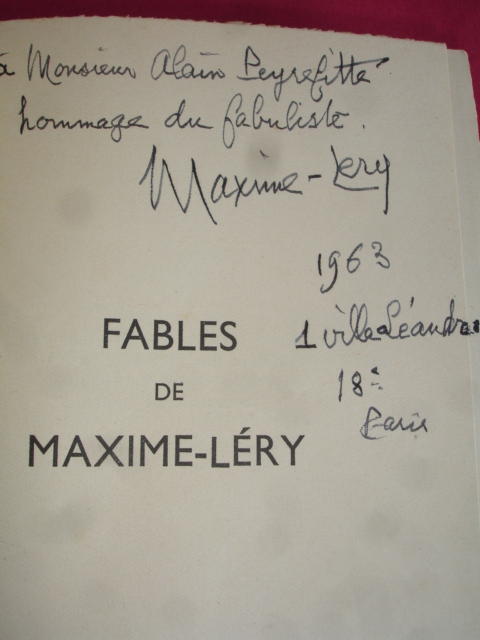 à Monsieur Alain Peyrefitte
hommage du fabuliste.
Maxime-Léry
1963
1 villa Léandre
18e
Paris
FABLES
DE
MAXIME-LÉRY